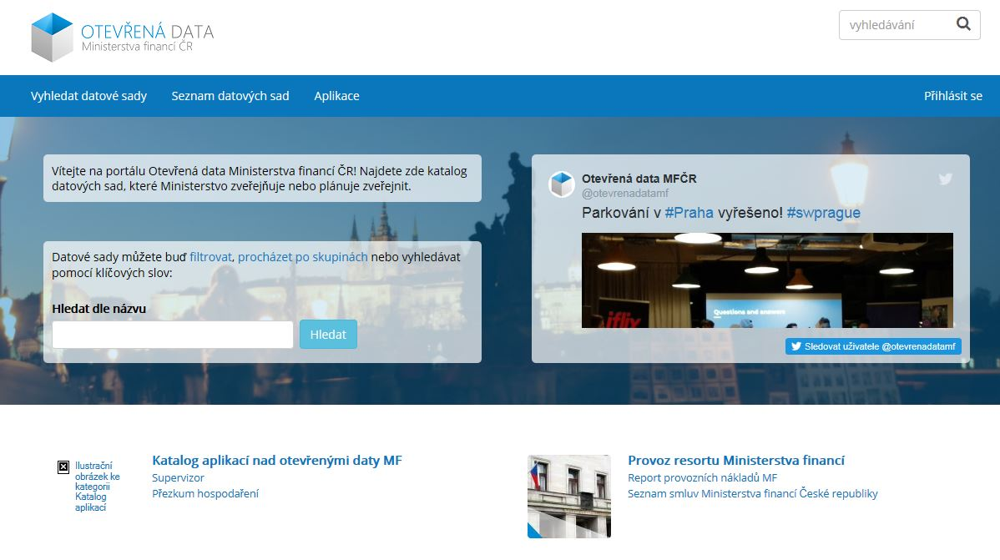 OTEVŘENÁ DATA
Ministerstva financí ČR
vyhledávání
Vyhledat datové sady
Seznam datových sad
Aplikace
Přihlásit se
Vítejte na portálu Otevřená data Ministerstva financí ČR! Najdete zde katalog
datových sad, které Ministerstvo zveřejňuje nebo plánuje zveřejnit.
Datové sady můžete buď filtrovat, procházet po skupinách nebo vyhledávat
pomocí klíčových slov:
Hledat dle názvu
Hledat
Otevřená data MFČR
@otevrenadatamf
Parkování v #Praha vyřešeno! #swprague
Questions and answers
iflix
Sledovat uživatele @otevrenadatamf
Ilustrační
obrázek ke
kategorii
Katalog
aplikací
Katalog aplikací nad otevřenými daty MF
Supervizor
Přezkum hospodaření
Provoz resortu Ministerstva financí
Report provozních nákladů MF
Seznam smluv Ministerstva financí České republiky